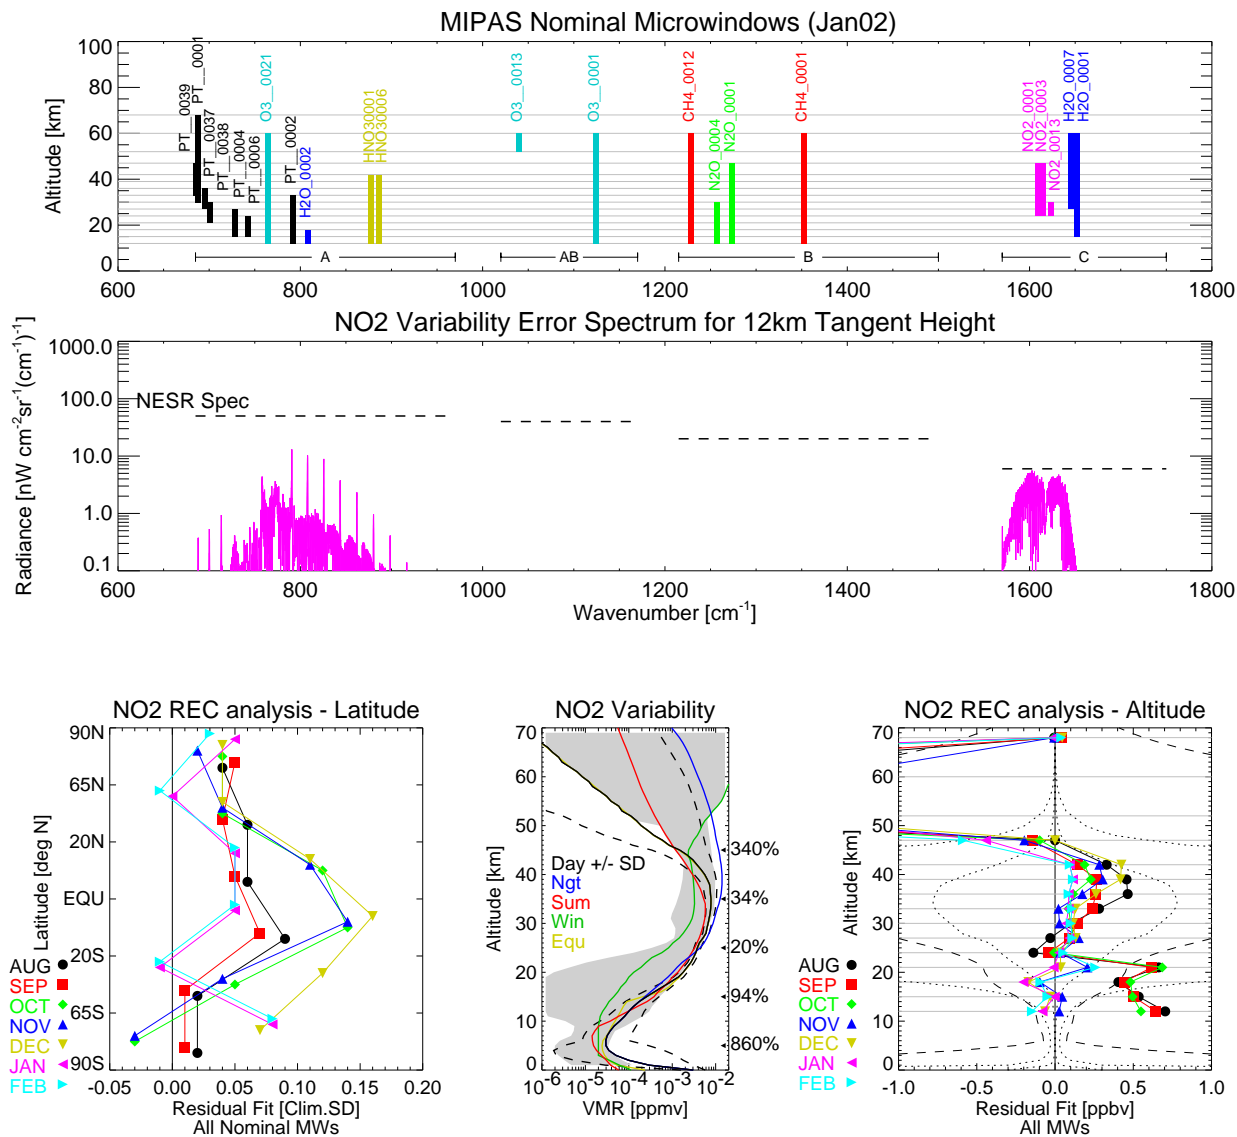 MIPAS Nominal Microwindows (Jan02)
Altitude [km]
100
80
60
40
20
0
PT__0039
PT__0001
PT__0037
PT__0038
PT__0004
PT__0006
O3__0021
PT__0002
H2O_0002
HNO30001
HNO30006
O3__0013
O3__0001
CH4_0012
N2O_0004
N2O_0001
CH4_0001
NO2_0001
NO2_0003
NO2_0013
H2O_0007
H2O_0001
A
AB
B
C
600 800 1000 1200 1400 1600 1800
NO2 Variability Error Spectrum for 12km Tangent Height
Radiance [nW cm-2sr-1(cm-1)-1]
1000.0
100.0
10.0
1.0
0.1
NESR Spec
600 800 1000 1200 1400 1600 1800
Wavenumber [cm-1]
NO2 REC analysis - Latitude
Latitude [deg N]
90N
65N
20N
EQU
20S
65S
90S
AUG
SEP
OCT
NOV
DEC
JAN
FEB
-0.05 0.00 0.05 0.10 0.15 0.20
Residual Fit [Clim.SD]
All Nominal MWs
NO2 Variability
Altitude [km]
70
60
50
40
30
20
10
0
Day +/- SD
Ngt
Sum
Win
Equ
340%
34%
20%
94%
860%
10-6 10-5 10-4 10-3 10-2
VMR [ppmv]
NO2 REC analysis - Altitude
Altitude [km]
70
60
50
40
30
20
10
0
AUG
SEP
OCT
NOV
DEC
JAN
FEB
-1.0 -0.5 0.0 0.5 1.0
Residual Fit [ppbv]
All MWs